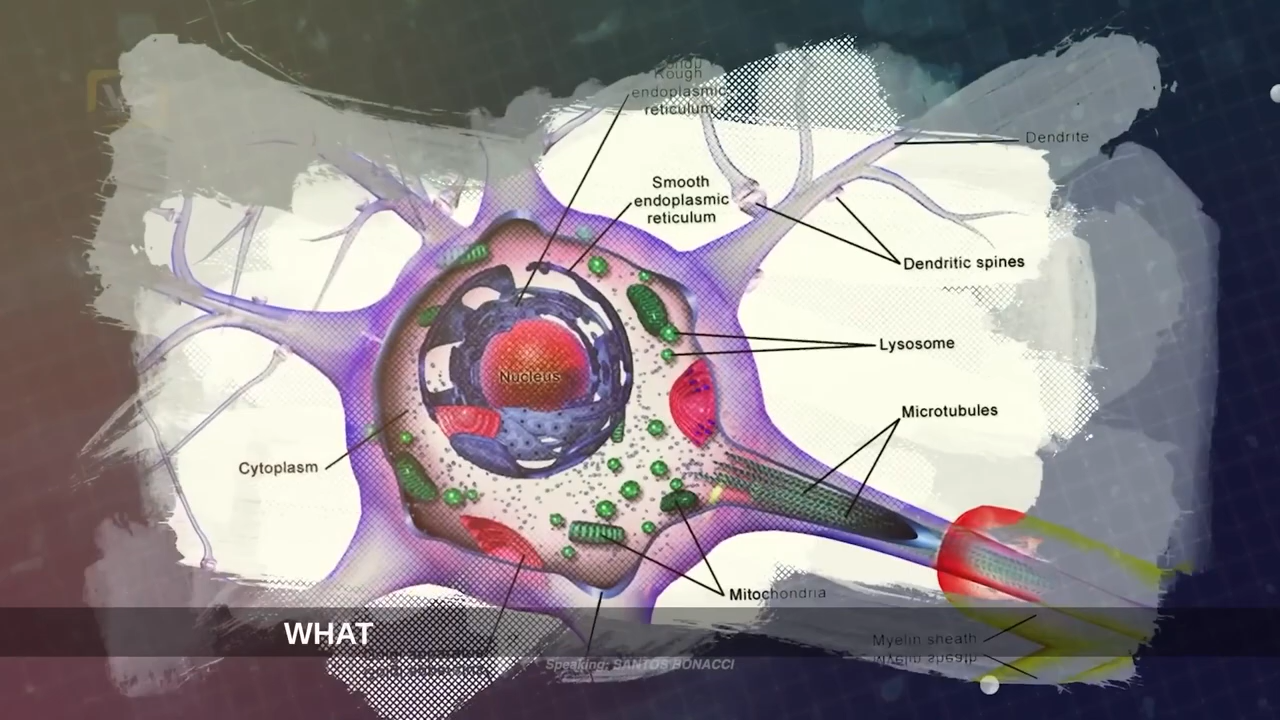 Rough
endoplasmic
reticulum
Dendrite
Smooth
endoplasmic
reticulum
Dendritic spines
Lysosome
Nucleus
Microtubules
Cytoplasm
Mitochondria
WHAT
Myelin sheath
Speaking: SANTOS BONACCI